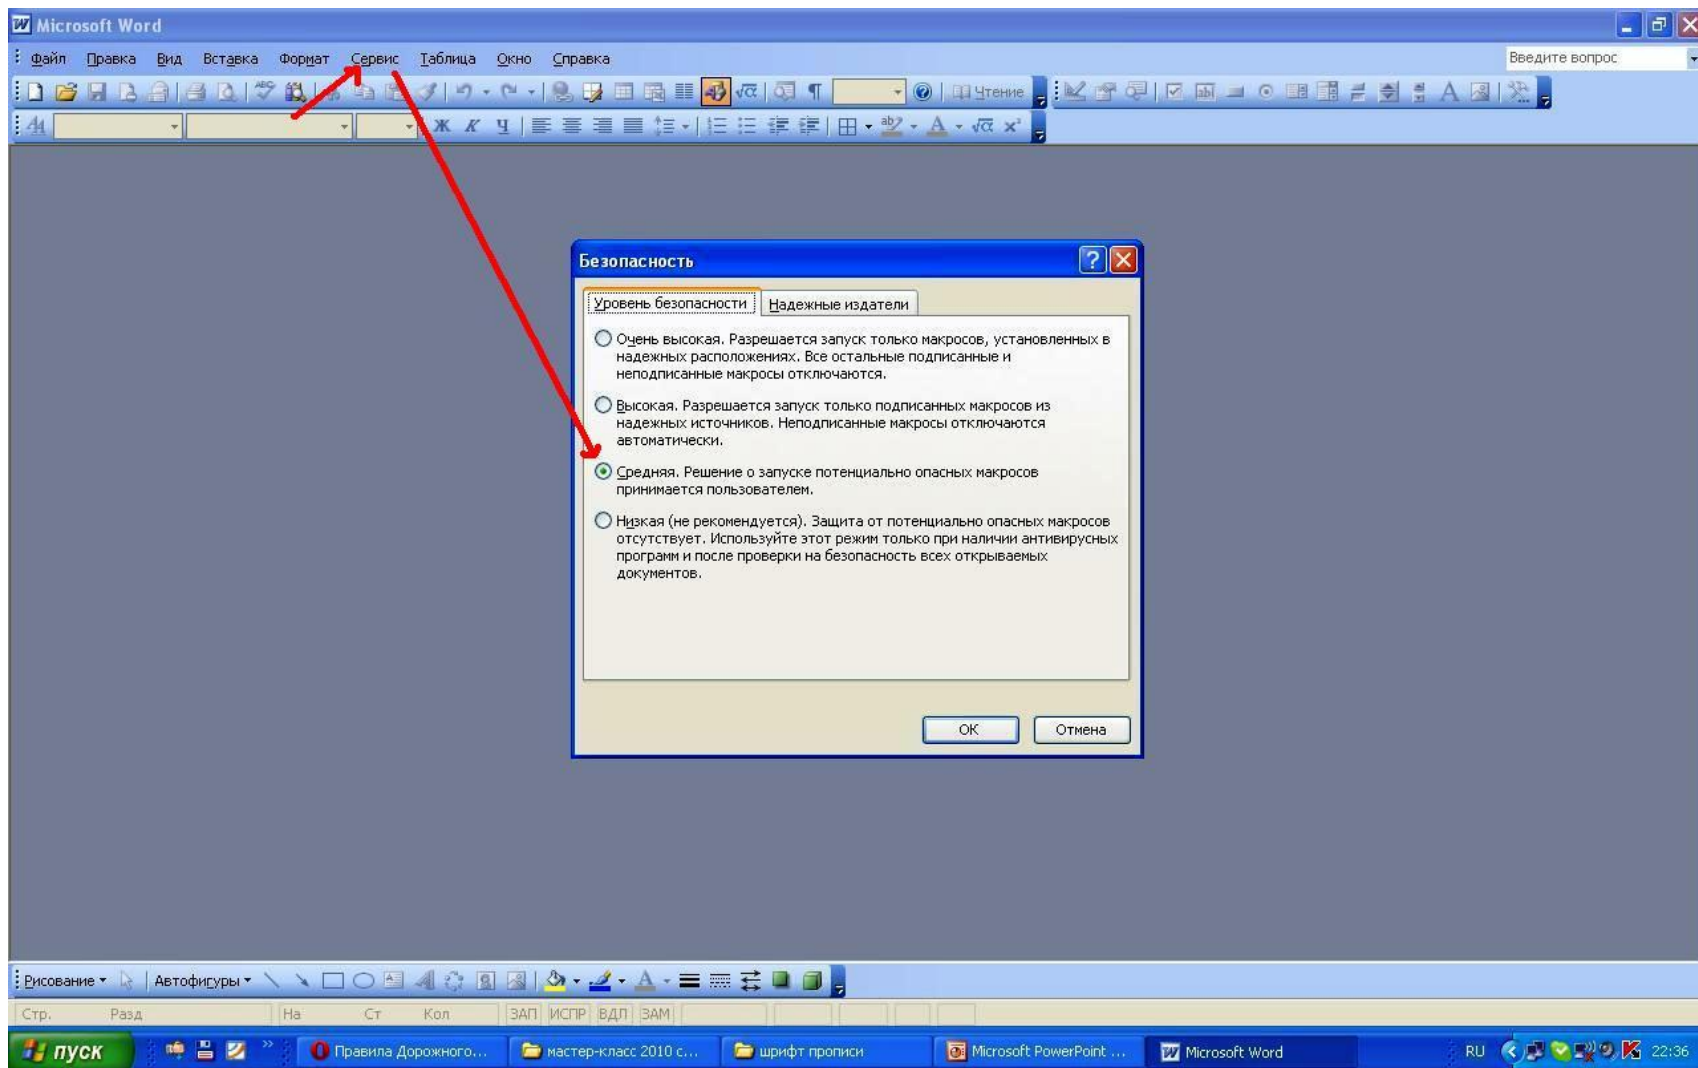 Microsoft Word
Файл Правка Вид Вставка Формат Сервис Таблица Окно Справка Введите вопрос
Чтение
Ж К Ч
Безопасность
Уровень безопасности Надежные издатели
Очень высокая. Разрешается запуск только макросов, установленных в
надежных расположениях. Все остальные подписанные и
неподписанные макросы отключаются.
Высокая. Разрешается запуск только подписанных макросов из
надежных источников. Неподписанные макросы отключаются
автоматически.
Средняя. Решение о запуске потенциально опасных макросов
принимается пользователем.
Низкая (не рекомендуется). Защита от потенциально опасных макросов
отсутствует. Используйте этот режим только при наличии антивирусных
программ и после проверки на безопасность всех открываемых
документов.
ОК Отмена
Рисование Автофигуры
Стр. Разд На Ст Кол ЗАП ИСПР ВДЛ ЗАМ
пуск Правила Дорожного... мастер-класс 2010 с... шрифт прописи Microsoft PowerPoint ... Microsoft Word RU 22:36